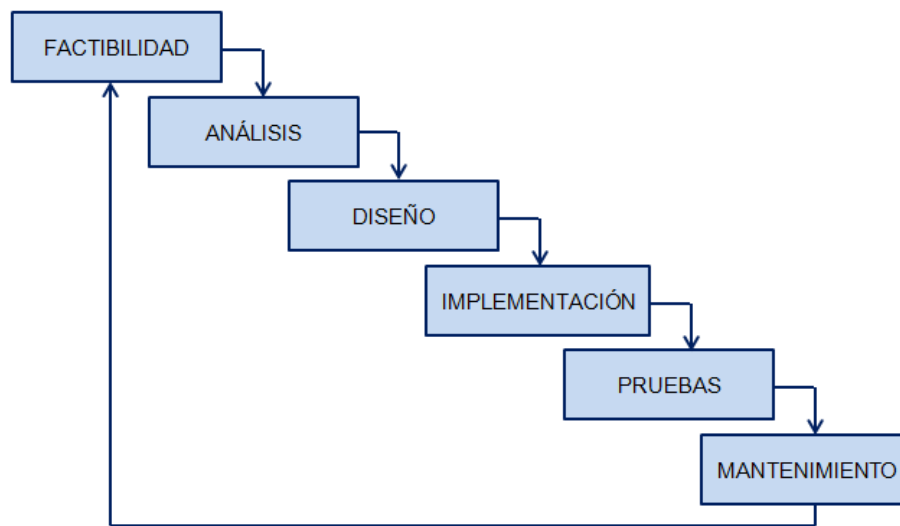 FACTIBILIDAD
ANÁLISIS
DISEÑO
IMPLEMENTACIÓN
PRUEBAS
MANTENIMIENTO